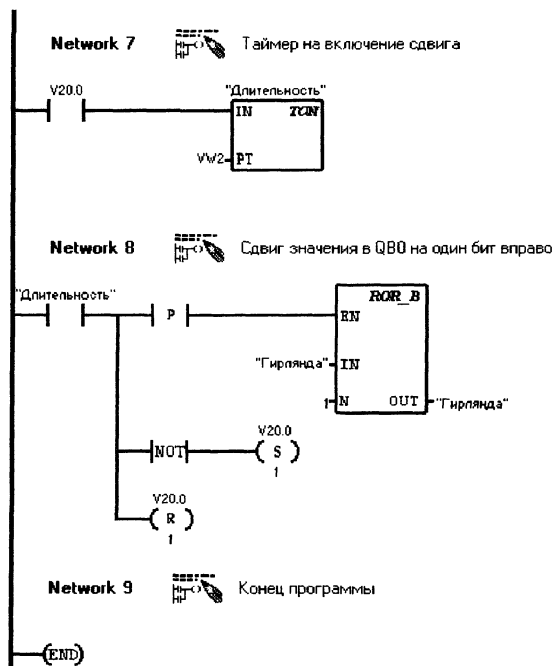 Network 7 Таймер на включение сдвига
V20.0 "Длительность"
IN TON
VW2 PT
Network 8 Сдвиг значения в QB0 на один бит вправо
"Длительность" ROR_B
P EN
"Гирлянда" IN
1 N OUT "Гирлянда"
V20.0
NOT S
1
V20.0
R
1
Network 9 Конец программы
END